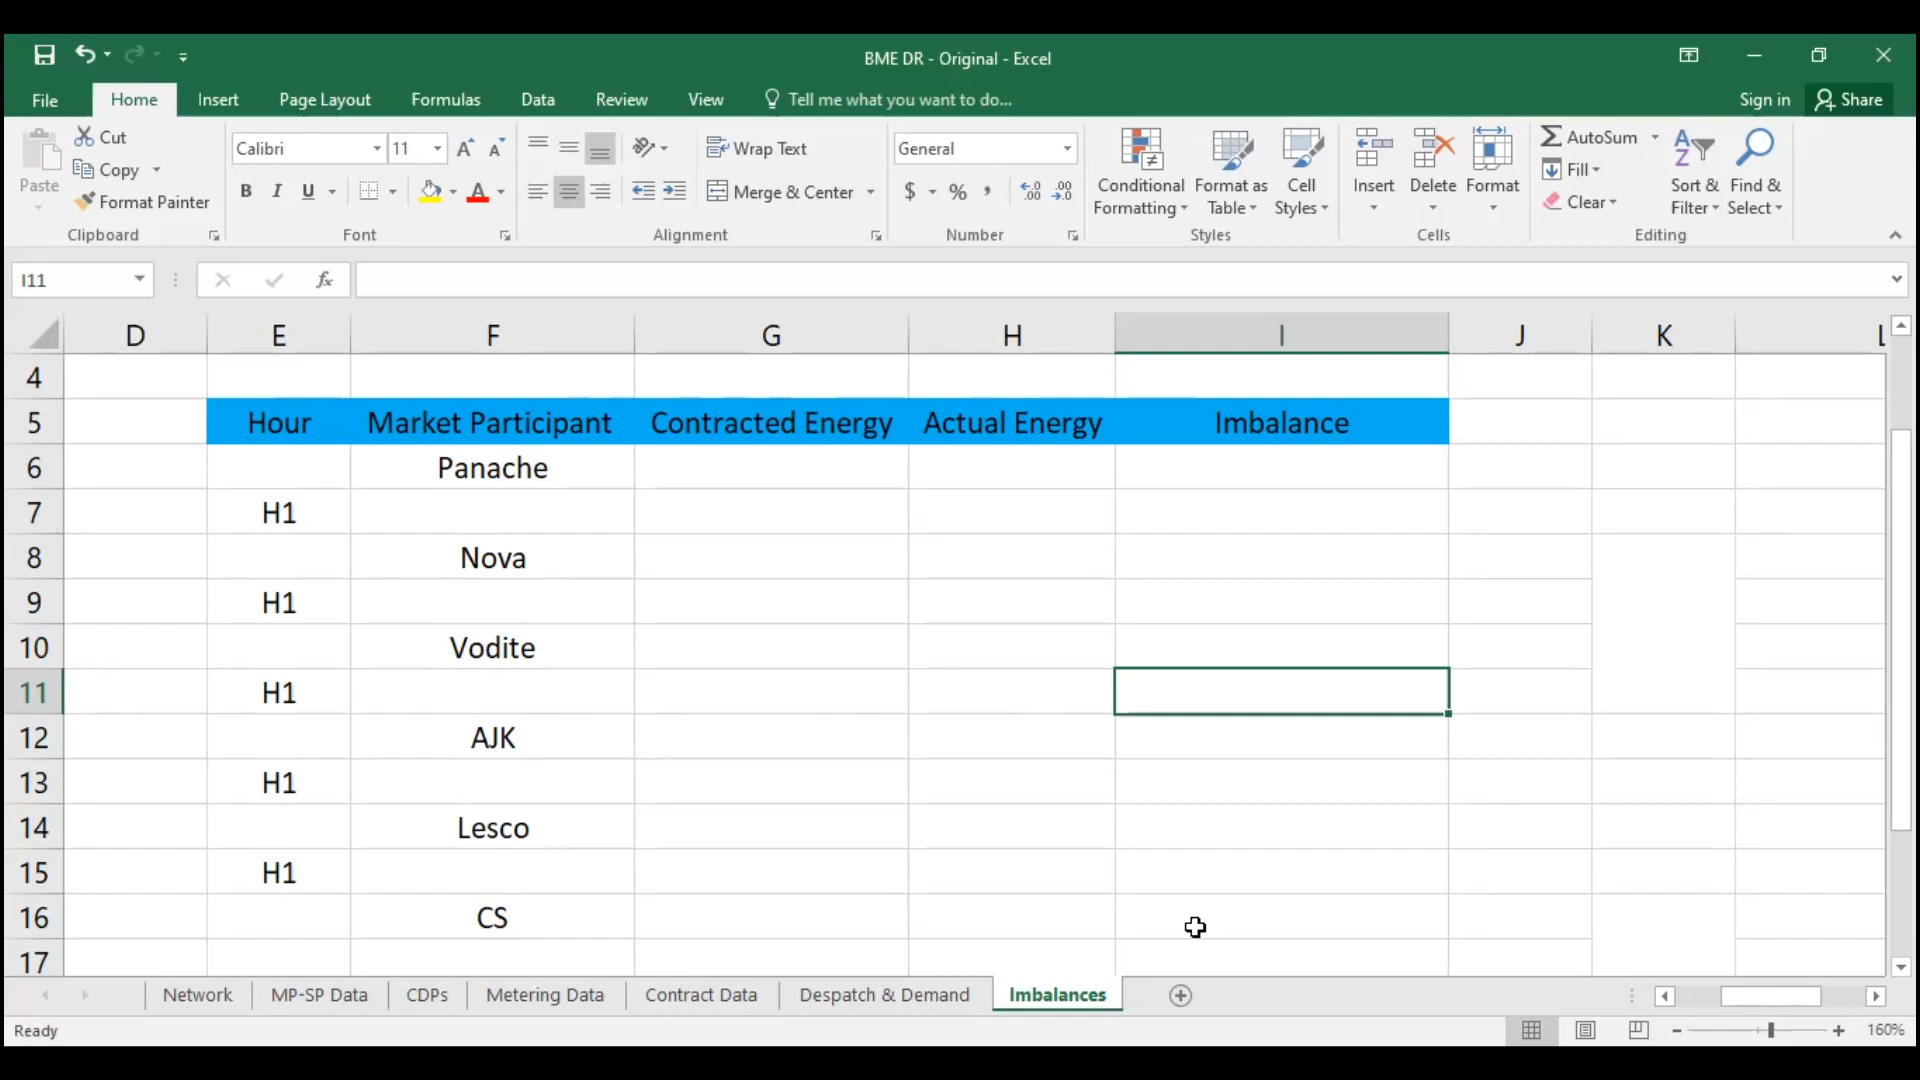 BME DR - Original - Excel
File Home Insert Page Layout Formulas Data Review View Tell me what you want to do... Sign in Share
Paste Cut Copy Format Painter
Clipboard
Calibri 11 A A
B I U A
Font
Wrap Text
Merge & Center
Alignment
General
$ % ,
.00 .00
Number
Conditional Formatting Format as Table Cell Styles
Styles
Insert Delete Format
Cells
AutoSum
Fill
Clear
Sort & Filter Find & Select
Editing
I11 fx
D E F G H I J K L
4
5 Hour Market Participant Contracted Energy Actual Energy Imbalance
6 Panache
7 H1
8 Nova
9 H1
10 Vodite
11 H1
12 AJK
13 H1
14 Lesco
15 H1
16 CS
17
Network MP-SP Data CDPs Metering Data Contract Data Despatch & Demand Imbalances
Ready 160%